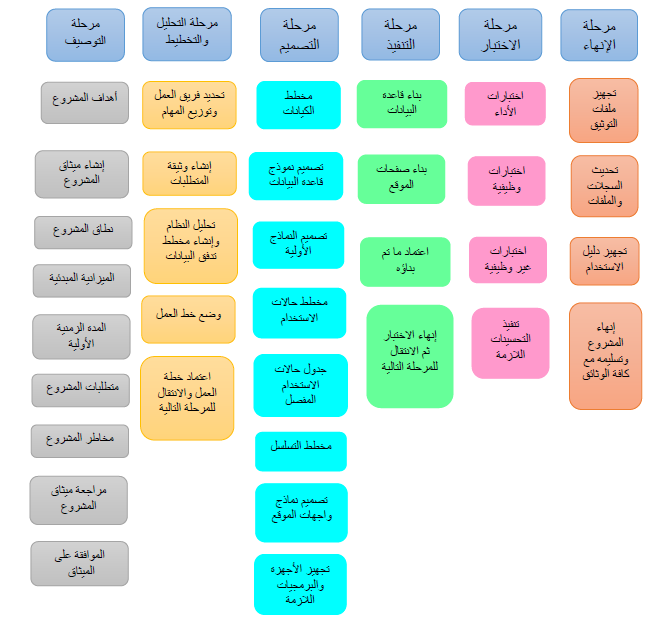 مرحلة
التوصيف
أهداف المشروع
إنشاء ميثاق
المشروع
نطاق المشروع
الميزانية المبدئية
المده الزمنية
الأولية
متطلبات المشروع
مخاطر المشروع
مراجعة ميثاق
المشروع
الموافقة على
الميثاق
مرحلة التحليل
والتخطيط
تحديد فريق العمل
وتوزيع المهام
إنشاء وثيقة
المتطلبات
تحليل النظام
وإنشاء مخطط
تدفق البيانات
وضع خط العمل
اعتماد خطة
العمل والانتقال
للمرحلة التالية
مرحلة
التصميم
مخطط
الكيانات
تصميم نموذج
قاعدة البيانات
تصميم النماذج
الأولية
مخطط حالات
الاستخدام
جدول حالات
الاستخدام
المفصل
مخطط التسلسل
تصميم نماذج
واجهات الموقع
تجهيز الأجهزة
والبرمجيات
اللازمة
مرحلة
التنفيذ
بناء قاعدة
البيانات
بناء صفحات
الموقع
اعتماد ما تم
بناؤه
إنهاء الاختبار
ثم الانتقال
للمرحلة التالية
مرحلة
الاختبار
اختبارات
الأداء
اختبارات
وظيفية
اختبارات
غير وظيفية
تنفيذ
التحسينات
اللازمة
مرحلة
الإنهاء
تجهيز
ملفات
التوثيق
تحديث
السجلات
والملفات
تجهيز دليل
الاستخدام
إنهاء
المشروع
وتسليمه مع
كافة الوثائق